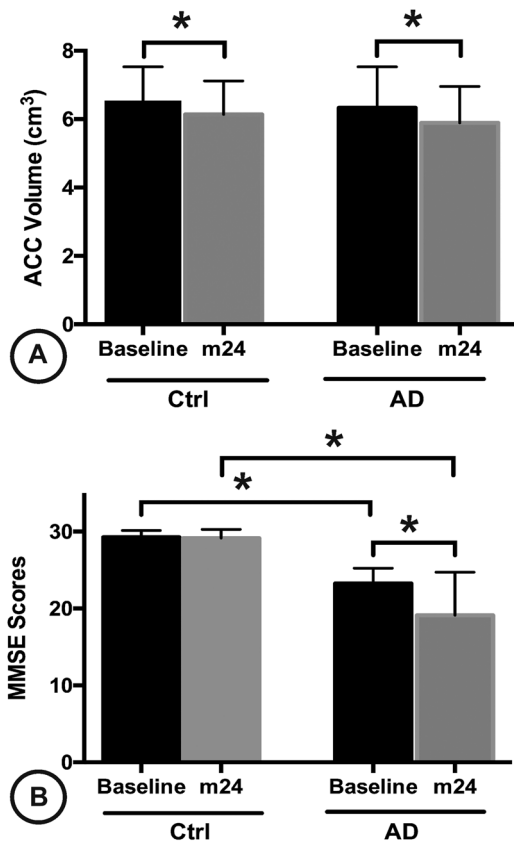 * *
8
6
4
2
0
ACC Volume (cm³)
A
Baseline m24 Baseline m24
Ctrl AD
*
*
*
30
20
10
0
MMSE Scores
B
Baseline m24 Baseline m24
Ctrl AD